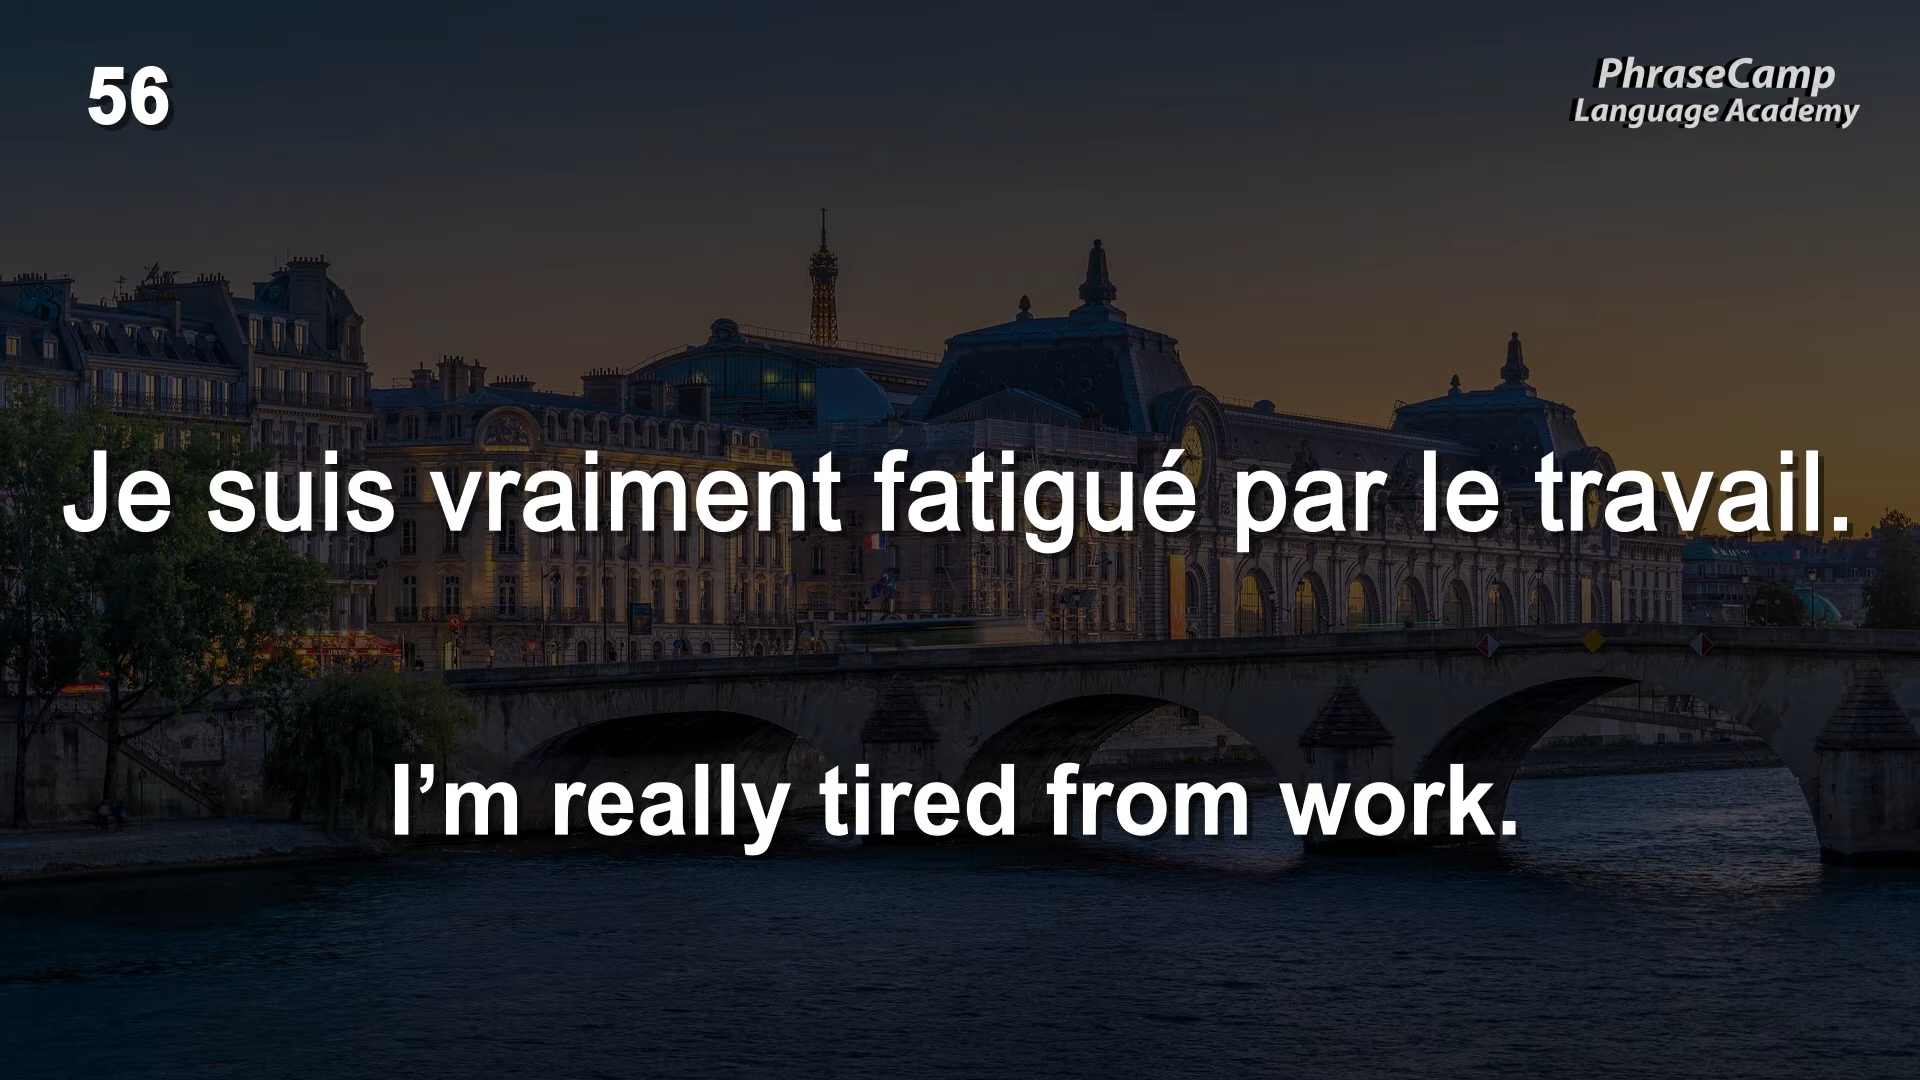 56
PhraseCamp
Language Academy
Je suis vraiment fatigué par le travail.
I’m really tired from work.